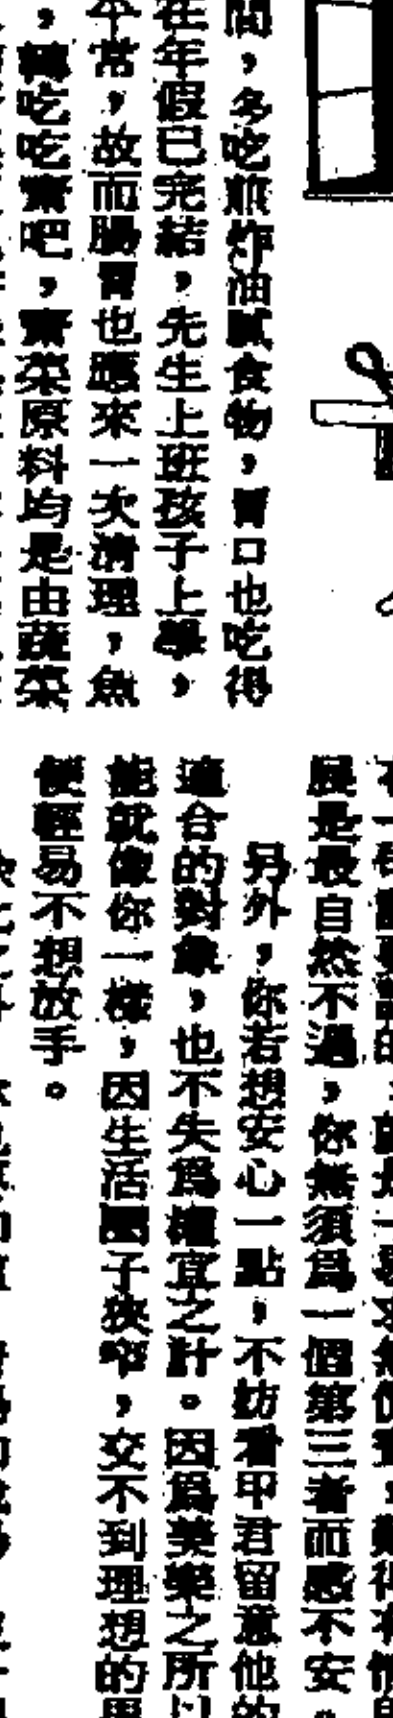 間，多吃煎炸油膩食物，胃口也吃得
在年假已完結，先生上班孩子上學，
平常，故而腸胃也應來一次清理，魚
，轉吃吃齋吧，齋菜原料均是由蔬菜
展是最自然不過，你無須爲一個第三者而感不安。
另外，你若想安心一點，不妨看甲君留意他的
適合的對象，也不失爲權宜之計。因爲美樂之所以
能就像你一樣，因生活圈子狹窄，交不到理想的男
便輕易不想放手。